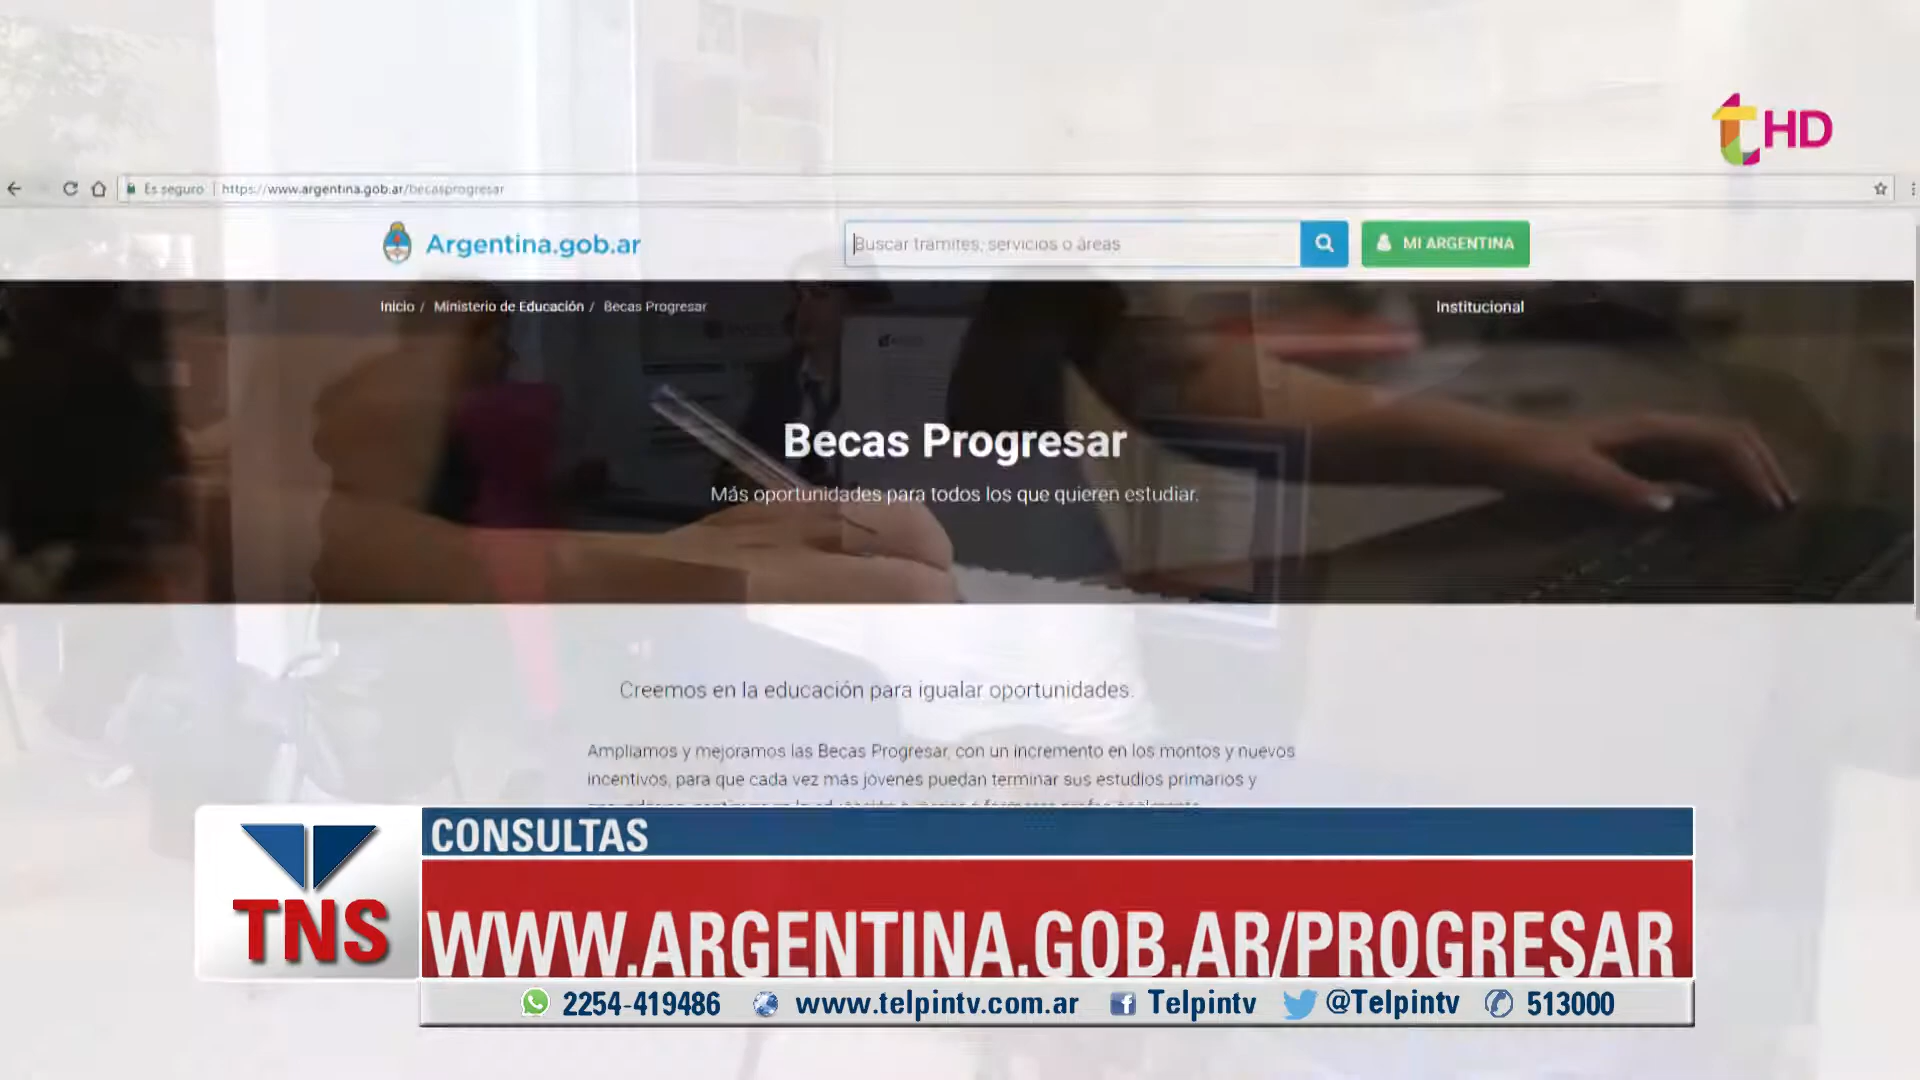 HD
Es seguro | https://www.argentina.gob.ar/becasprogresar
Argentina.gob.ar
Buscar trámites, servicios o áreas
MI ARGENTINA
Inicio / Ministerio de Educación / Becas Progresar
Institucional
Becas Progresar
Más oportunidades para todos los que quieren estudiar.
Creemos en la educación para igualar oportunidades.
Ampliamos y mejoramos las Becas Progresar, con un incremento en los montos y nuevos
incentivos, para que cada vez más jóvenes puedan terminar sus estudios primarios y
TNS
CONSULTAS
WWW.ARGENTINA.GOB.AR/PROGRESAR
2254-419486 www.telpintv.com.ar Telpintv @Telpintv 513000